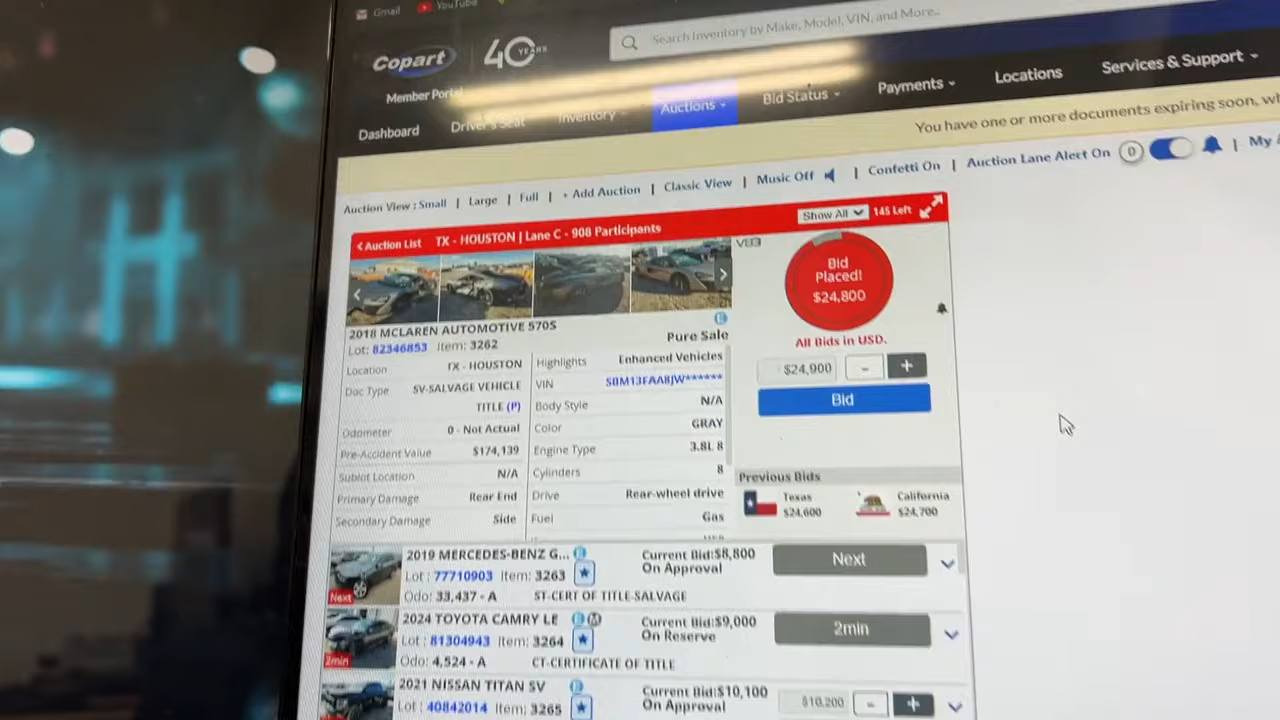 Gmail
YouTube
Copart
40 YEARS
Search Inventory by Make, Model, VIN, and More..
Member Portal
Dashboard
Driver's Seat
Inventory
Auctions
Bid Status
Payments
Locations
Services & Support
You have one or more documents expiring soon,
Auction View : Small | Large | Full | + Add Auction | Classic View | Music Off | Confetti On | Auction Lane Alert On 0 | My
< Auction List TX - HOUSTON | Lane C - 908 Participants
Show All
145 Left
Bid
Placed!
$24,800
All Bids in USD.
$24,900
- +
Bid
2018 MCLAREN AUTOMOTIVE 570S
Lot: 82346853 Item: 3262
Pure Sale
Location TX - HOUSTON
Doc Type SV-SALVAGE VEHICLE
TITLE (P)
Odometer 0 - Not Actual
Pre-Accident Value $174,139
Sublot Location N/A
Primary Damage Rear End
Secondary Damage Side
Highlights Enhanced Vehicles
VIN SBM13FAA8JW******
Body Style N/A
Color GRAY
Engine Type 3.8L 8
Cylinders 8
Drive Rear-wheel drive
Fuel Gas
Previous Bids
Texas
$24,600
California
$24,700
2019 MERCEDES-BENZ G...
Lot : 77710903 Item: 3263
Odo: 33,437 - A ST-CERT OF TITLE-SALVAGE
Current Bid:$8,800
On Approval
Next
Next
2024 TOYOTA CAMRY LE
Lot : 81304943 Item: 3264
Odo: 4,524 - A CT-CERTIFICATE OF TITLE
Current Bid:$9,000
On Reserve
2min
2min
2021 NISSAN TITAN SV
Lot : 40842014 Item: 3265
Current Bid:$10,100
On Approval
$10,200
- +
H